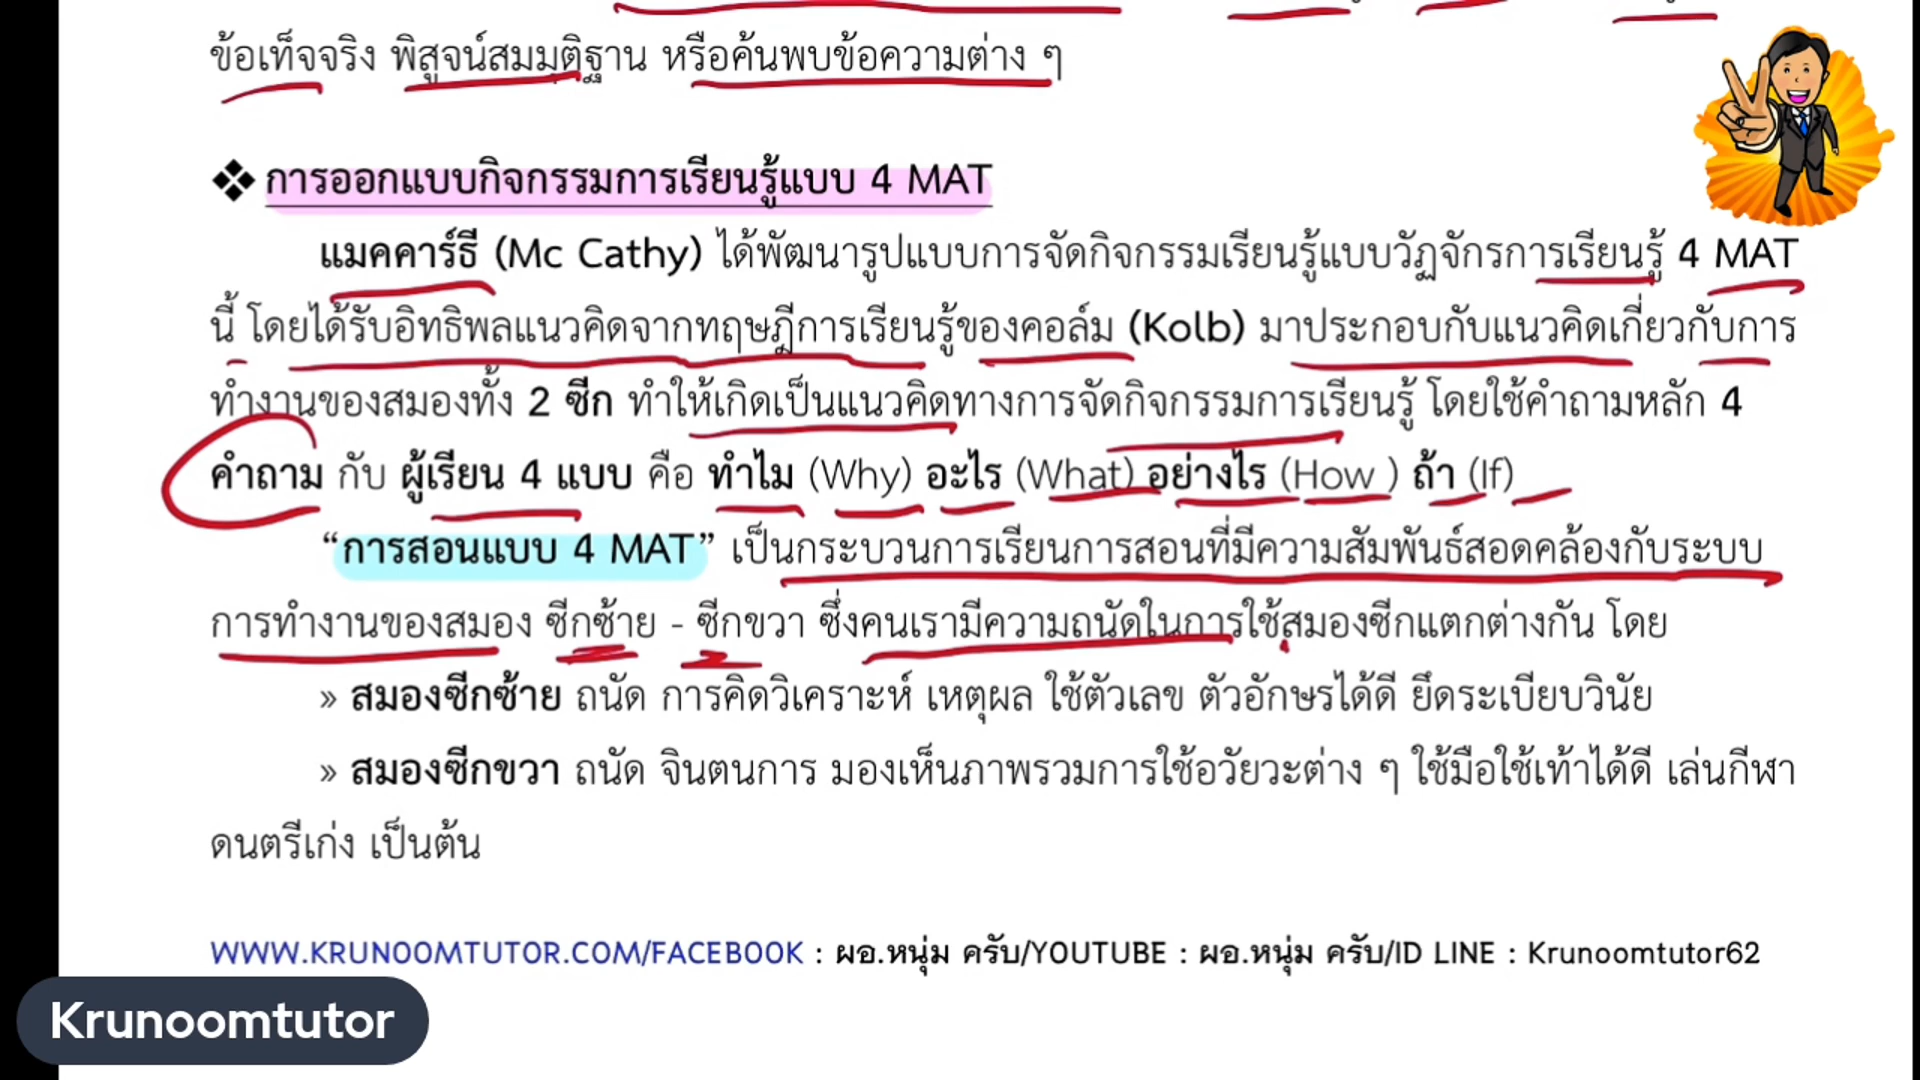 ข้อเท็จจริง พิสูจน์สมมุติฐาน หรือค้นพบข้อความต่าง ๆ
❖ การออกแบบกิจกรรมการเรียนรู้แบบ 4 MAT
แมคคาร์ธี (Mc Cathy) ได้พัฒนารูปแบบการจัดกิจกรรมเรียนรู้แบบวัฏจักรการเรียนรู้ 4 MAT
นี้ โดยได้รับอิทธิพลแนวคิดจากทฤษฎีการเรียนรู้ของคอล์ม (Kolb) มาประกอบกับแนวคิดเกี่ยวกับการ
ทำงานของสมองทั้ง 2 ซีก ทำให้เกิดเป็นแนวคิดทางการจัดกิจกรรมการเรียนรู้ โดยใช้คำถามหลัก 4
คำถาม กับ ผู้เรียน 4 แบบ คือ ทำไม (Why) อะไร (What) อย่างไร (How ) ถ้า (If)
“การสอนแบบ 4 MAT” เป็นกระบวนการเรียนการสอนที่มีความสัมพันธ์สอดคล้องกับระบบ
การทำงานของสมอง ซีกซ้าย - ซีกขวา ซึ่งคนเรามีความถนัดในการใช้สมองซีกแตกต่างกัน โดย
» สมองซีกซ้าย ถนัด การคิดวิเคราะห์ เหตุผล ใช้ตัวเลข ตัวอักษรได้ดี ยึดระเบียบวินัย
» สมองซีกขวา ถนัด จินตนการ มองเห็นภาพรวมการใช้อวัยวะต่าง ๆ ใช้มือใช้เท้าได้ดี เล่นกีฬา
ดนตรีเก่ง เป็นต้น
WWW.KRUNOOMTUTOR.COM/FACEBOOK : ผอ.หนุ่ม ครับ/YOUTUBE : ผอ.หนุ่ม ครับ/ID LINE : Krunoomtutor62
Krunoomtutor